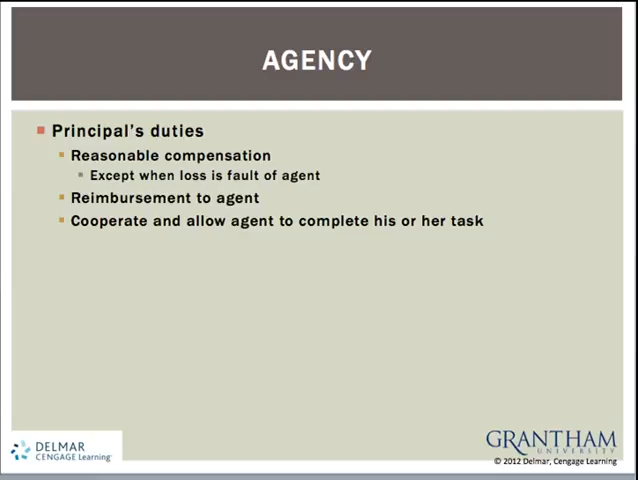 AGENCY
Principal's duties
Reasonable compensation
Except when loss is fault of agent
Reimbursement to agent
Cooperate and allow agent to complete his or her task
DELMAR
CENGAGE Learning
GRANTHAM
UNIVERSITY
© 2012 Delmar, Cengage Learning